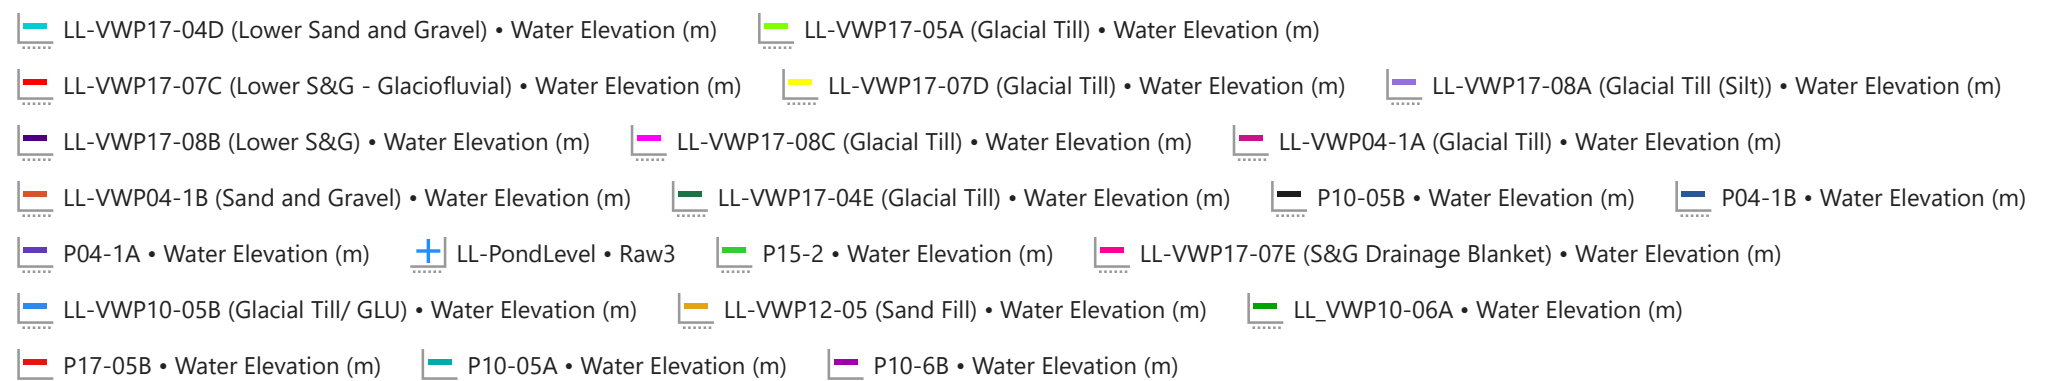 LL-VWP17-04D (Lower Sand and Gravel) • Water Elevation (m) LL-VWP17-05A (Glacial Till) • Water Elevation (m)
LL-VWP17-07C (Lower S&G - Glaciofluvial) • Water Elevation (m) LL-VWP17-07D (Glacial Till) • Water Elevation (m) LL-VWP17-08A (Glacial Till (Silt)) • Water Elevation (m)
LL-VWP17-08B (Lower S&G) • Water Elevation (m) LL-VWP17-08C (Glacial Till) • Water Elevation (m) LL-VWP04-1A (Glacial Till) • Water Elevation (m)
LL-VWP04-1B (Sand and Gravel) • Water Elevation (m) LL-VWP17-04E (Glacial Till) • Water Elevation (m) P10-05B • Water Elevation (m) P04-1B • Water Elevation (m)
P04-1A • Water Elevation (m) LL-PondLevel • Raw3 P15-2 • Water Elevation (m) LL-VWP17-07E (S&G Drainage Blanket) • Water Elevation (m)
LL-VWP10-05B (Glacial Till/ GLU) • Water Elevation (m) LL-VWP12-05 (Sand Fill) • Water Elevation (m) LL_VWP10-06A • Water Elevation (m)
P17-05B • Water Elevation (m) P10-05A • Water Elevation (m) P10-6B • Water Elevation (m)